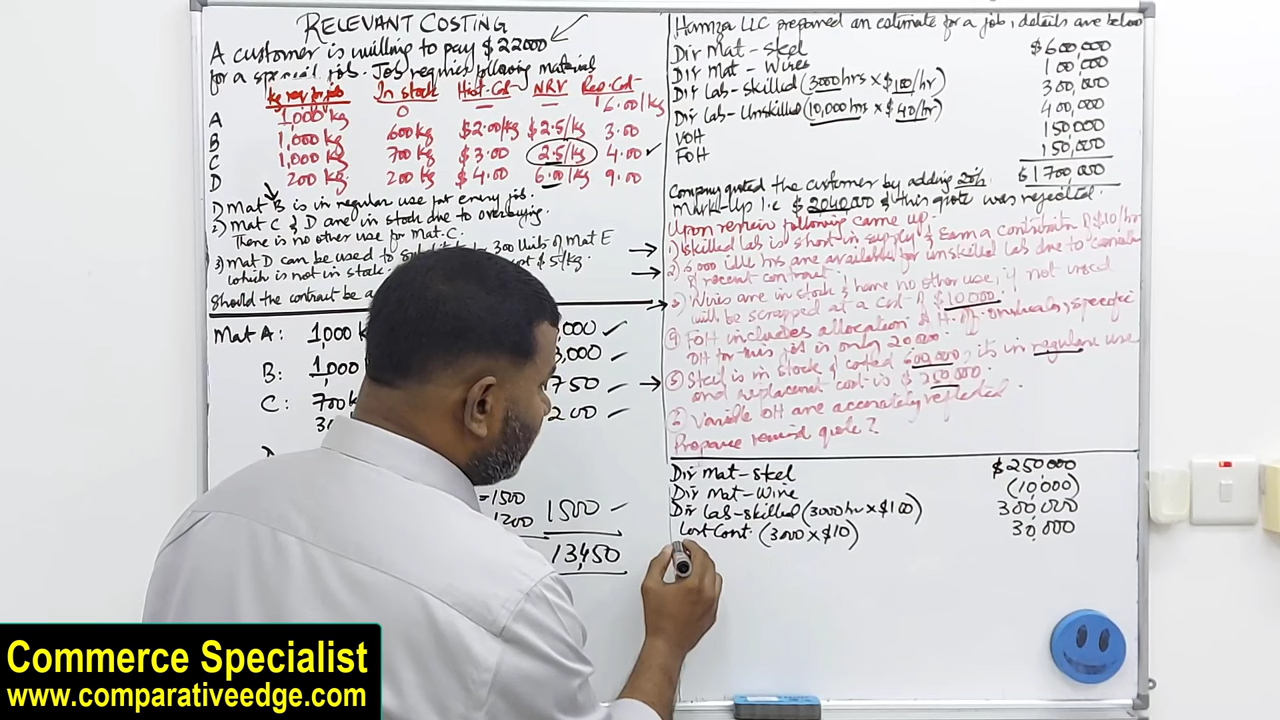 RELEVANT COSTING
A customer is willing to pay $22000
for a special job. Job requires following material
kg req for job In stock Hist. Cost NRV Rep. Cost
A 1,000 kg 0 — — 6.00/kg
B 1,000 kg 600 kg $2.00/kg $2.5/kg 3.00
C 1,000 kg 700 kg $3.00 2.5/kg 4.00 ✓
D 200 kg 200 kg $4.00 6.00/kg 9.00
1) Mat B is in regular use for every job.
2) Mat C & D are in stock due to overbuying.
There is no other use for Mat. C.
3) Mat D can be used to 300 Units of Mat E
which is not in stock $5/kg.
Should the contract be a
Mat A: 1,000 k ,000 ✓
B: 1,000 3,000 ✓
C: 700k 750 ✓
200 ✓
=1500
1200 1500 ✓
13,450
Hamza LLC prepared an estimate for a job, details are below
Dir Mat - Steel $600,000
Dir Mat - Wires 100,000
Dir Lab - Skilled (3000 hrs x $100/hr) 300,000
Dir Lab - Unskilled (10,000 hrs x $40/hr) 400,000
VOH 150,000
FOH 150,000
$1700,000
Company quoted the customer by adding 20%
Mark-Up i.e $2040,000 & this quote was rejected.
Upon review following came up.
1) Skilled lab is short in supply & Earn a contribution of $10/hr
2) 6,000 idle hrs are available for unskilled lab due to
of recent contract.
3) Wires are in stock & have no other use, if not used
will be scrapped at a cost of $10,000.
4) FOH includes allocation of H. off. overheads, specific
OH for this job is only 20,000
5) Steel is in stock & costed 600,000, its in regular use
and replacement cost is $250,000.
6) Variable OH are accurately reflected
Prepare revised quote?
Dir Mat - Steel $250,000
Dir Mat - Wire (10,000)
Dir Lab - Skilled (3000 hr x $100) 300,000
Lost Cont. (3000 x $10) 30,000
Commerce Specialist
www.comparativeedge.com